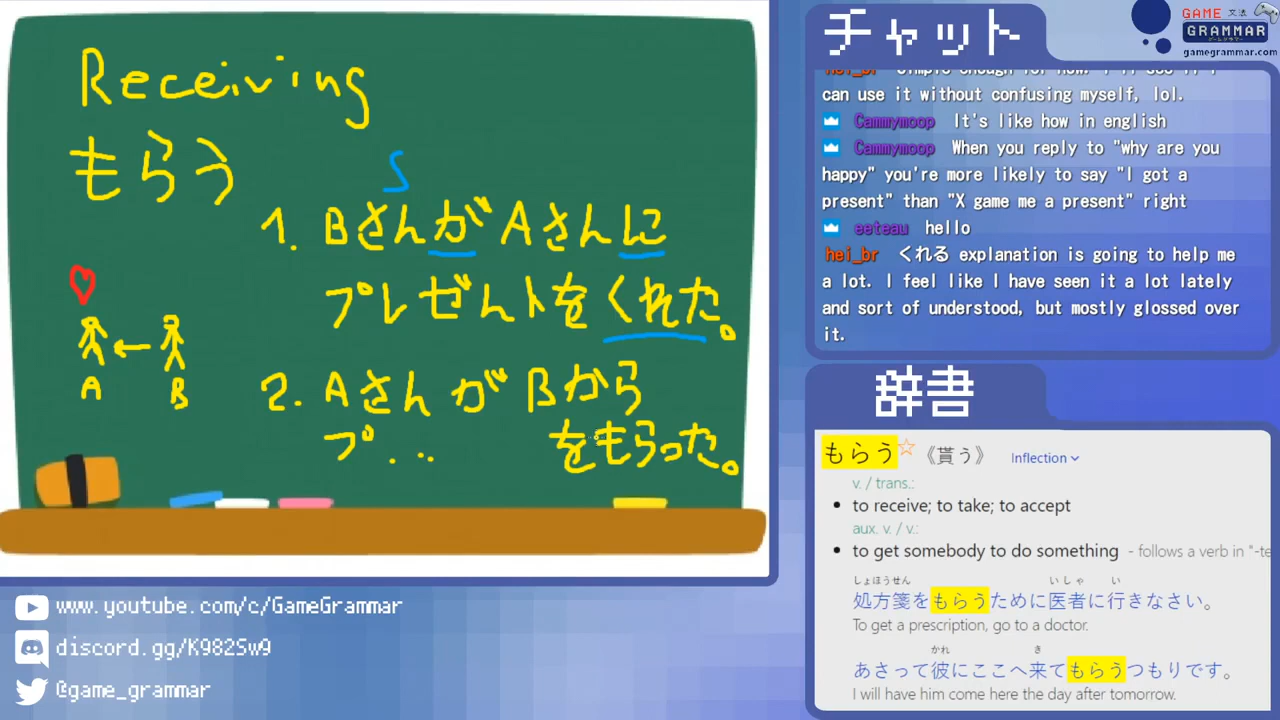 Receiving
もらう
S
1. BさんがAさんに
プレゼントをくれた。
2. AさんがBから
プ... をもらった。
A
B
チャット
GAME 文法
GRAMMAR
gamegrammar.com
can use it without confusing myself, lol.
Cammymoop It's like how in english
Cammymoop When you reply to "why are you
happy" you're more likely to say "I got a
present" than "X game me a present" right
eeteau hello
hei_br くれる explanation is going to help me
a lot. I feel like I have seen it a lot lately
and sort of understood, but mostly glossed over
it.
辞書
もらう☆ 《貰う》 Inflection
v. / trans.:
• to receive; to take; to accept
aux. v. / v.:
• to get somebody to do something - follows a verb in "-te
しょほうせん いしゃ い
処方箋をもらうために医者に行きなさい。
To get a prescription, go to a doctor.
かれ き
あさって彼にここへ来てもらうつもりです。
I will have him come here the day after tomorrow.
www.youtube.com/c/GameGrammar
discord.gg/K982Sw9
@game_grammar